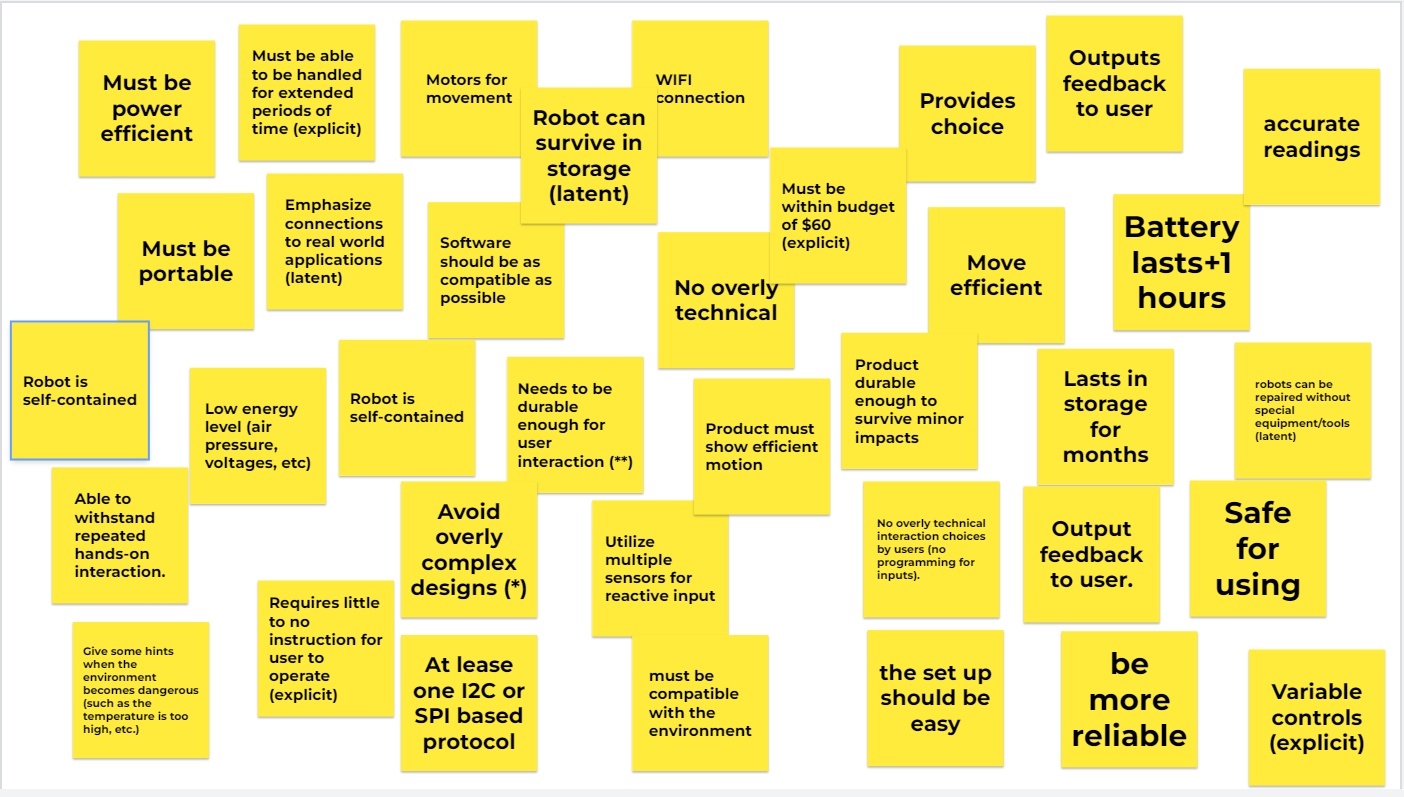 Must be
power
efficient
Must be able
to be handled
for extended
periods of
time (explicit)
Motors for
movement
Robot can
survive in
storage
(latent)
WIFI
connection
Provides
choice
Outputs
feedback
to user
accurate
readings
Must be
portable
Emphasize
connections
to real world
applications
(latent)
Software
should be as
compatible as
possible
No overly
technical
Must be
within budget
of $60
(explicit)
Move
efficient
Battery
lasts+1
hours
Robot is
self-contained
Low energy
level (air
pressure,
voltages, etc)
Robot is
self-contained
Needs to be
durable
enough for
user
interaction (**)
Product must
show efficient
motion
Product
durable
enough to
survive minor
impacts
Lasts in
storage
for
months
robots can be
repaired without
special
equipment/tools
(latent)
Able to
withstand
repeated
hands-on
interaction.
Avoid
overly
complex
designs (*)
Utilize
multiple
sensors for
reactive input
No overly technical
interaction choices
by users (no
programming for
inputs).
Output
feedback
to user.
Safe
for
using
Give some hints
when the
environment
becomes dangerous
(such as the
temperature is too
high, etc.)
Requires little
to no
instruction for
user to
operate
(explicit)
At lease
one I2C or
SPI based
protocol
must be
compatible
with the
environment
the set up
should be
easy
be
more
reliable
Variable
controls
(explicit)